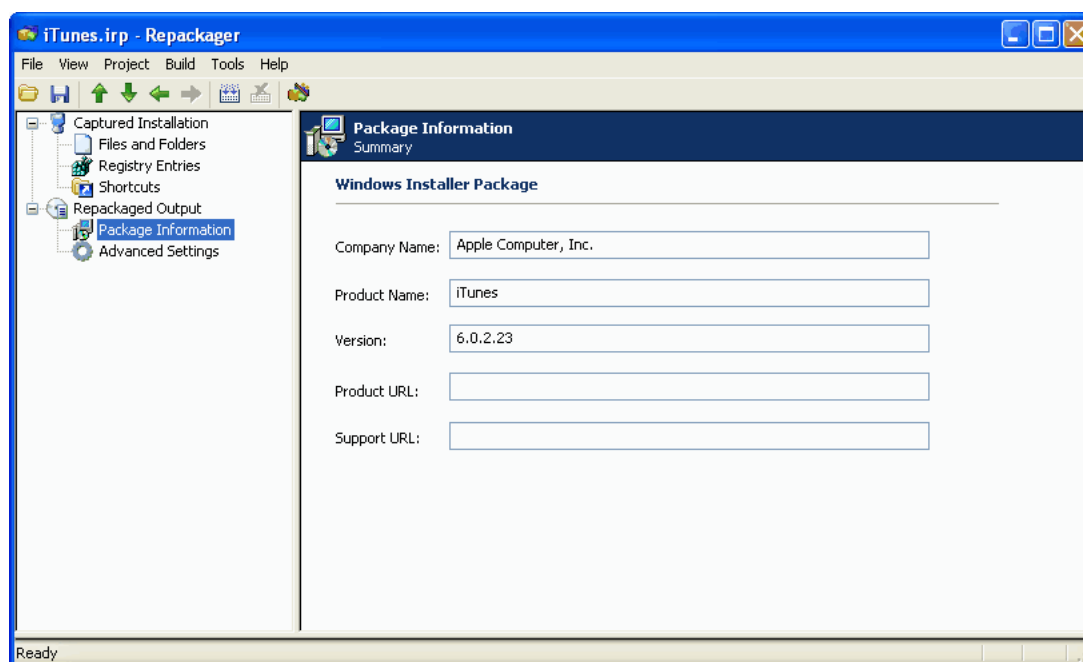 iTunes.irp - Repackager
File View Project Build Tools Help
Captured Installation
Files and Folders
Registry Entries
Shortcuts
Repackaged Output
Package Information
Advanced Settings
Package Information
Summary
Windows Installer Package
Company Name: Apple Computer, Inc.
Product Name: iTunes
Version: 6.0.2.23
Product URL:
Support URL:
Ready